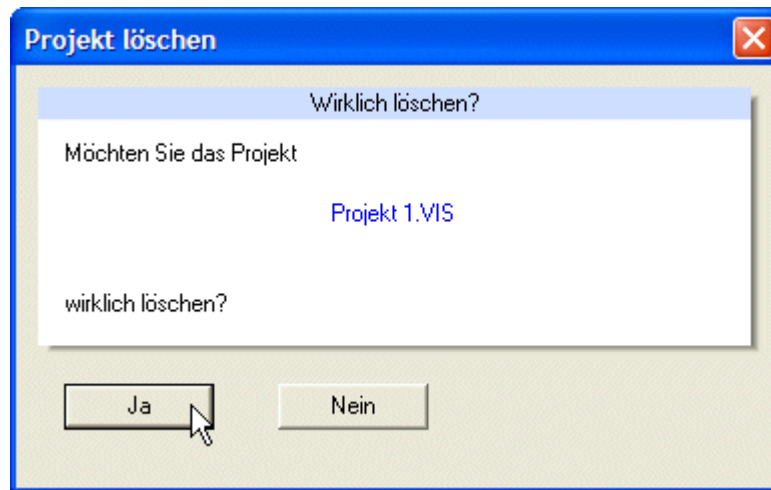 Projekt löschen
Wirklich löschen?
Möchten Sie das Projekt
Projekt 1.VIS
wirklich löschen?
Ja
Nein